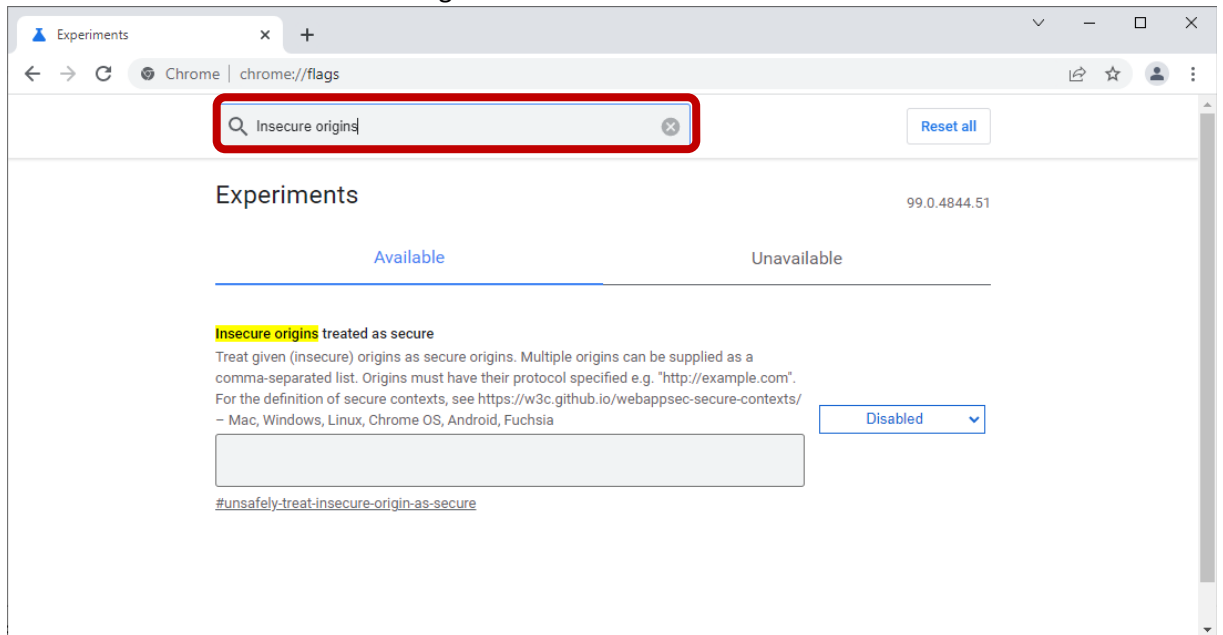 Experiments
Chrome | chrome://flags
Insecure origins
Reset all
Experiments
99.0.4844.51
Available
Unavailable
Insecure origins treated as secure
Treat given (insecure) origins as secure origins. Multiple origins can be supplied as a
comma-separated list. Origins must have their protocol specified e.g. "http://example.com".
For the definition of secure contexts, see https://w3c.github.io/webappsec-secure-contexts/
– Mac, Windows, Linux, Chrome OS, Android, Fuchsia
Disabled
#unsafely-treat-insecure-origin-as-secure